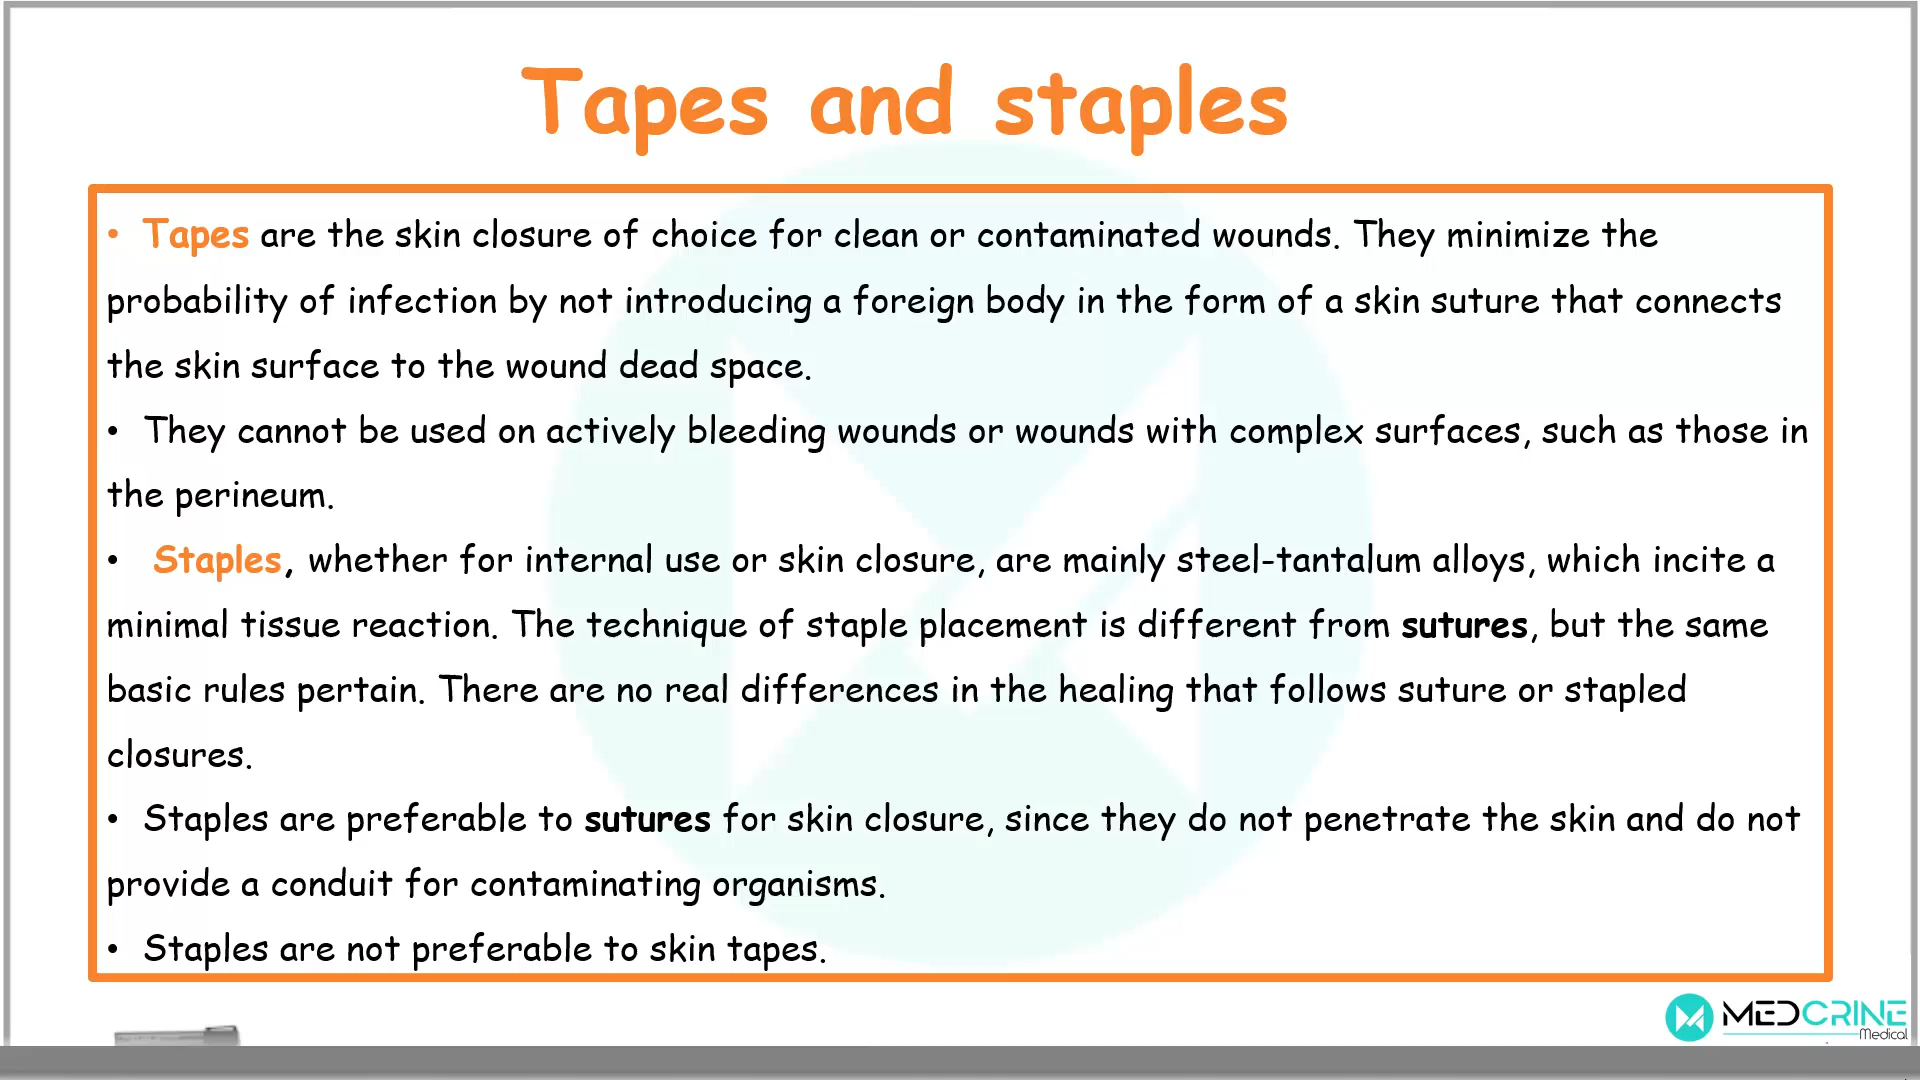 Tapes and staples
• Tapes are the skin closure of choice for clean or contaminated wounds. They minimize the
probability of infection by not introducing a foreign body in the form of a skin suture that connects
the skin surface to the wound dead space.
• They cannot be used on actively bleeding wounds or wounds with complex surfaces, such as those in
the perineum.
• Staples, whether for internal use or skin closure, are mainly steel-tantalum alloys, which incite a
minimal tissue reaction. The technique of staple placement is different from sutures, but the same
basic rules pertain. There are no real differences in the healing that follows suture or stapled
closures.
• Staples are preferable to sutures for skin closure, since they do not penetrate the skin and do not
provide a conduit for contaminating organisms.
• Staples are not preferable to skin tapes.
MEDCRINE
Medical